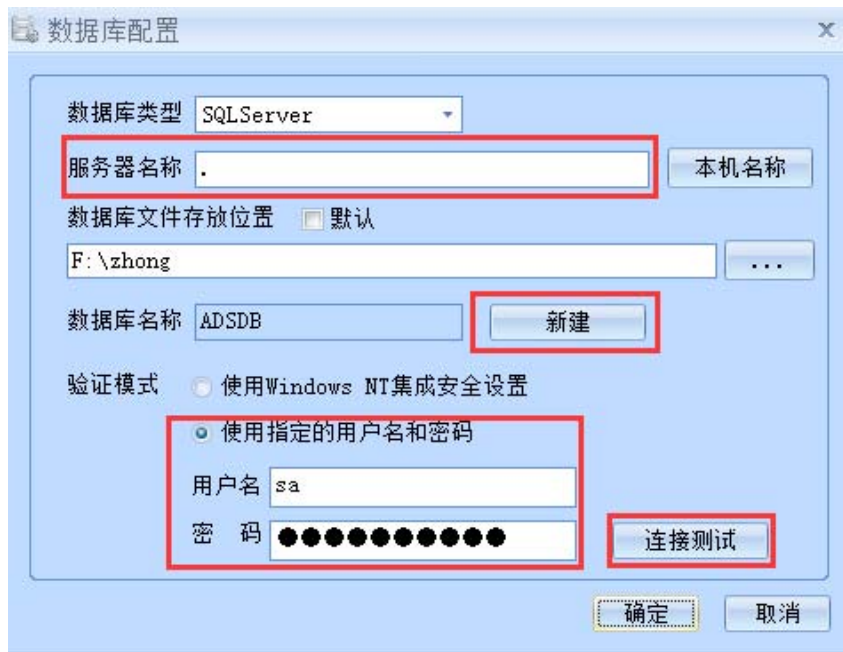 数据库配置
数据库类型 SQLServer
服务器名称 . 本机名称
数据库文件存放位置 默认
F:\zhong ...
数据库名称 ADSDB 新建
验证模式 使用Windows NT集成安全设置
使用指定的用户名和密码
用户名 sa
密 码 ●●●●●●●●●● 连接测试
确定 取消